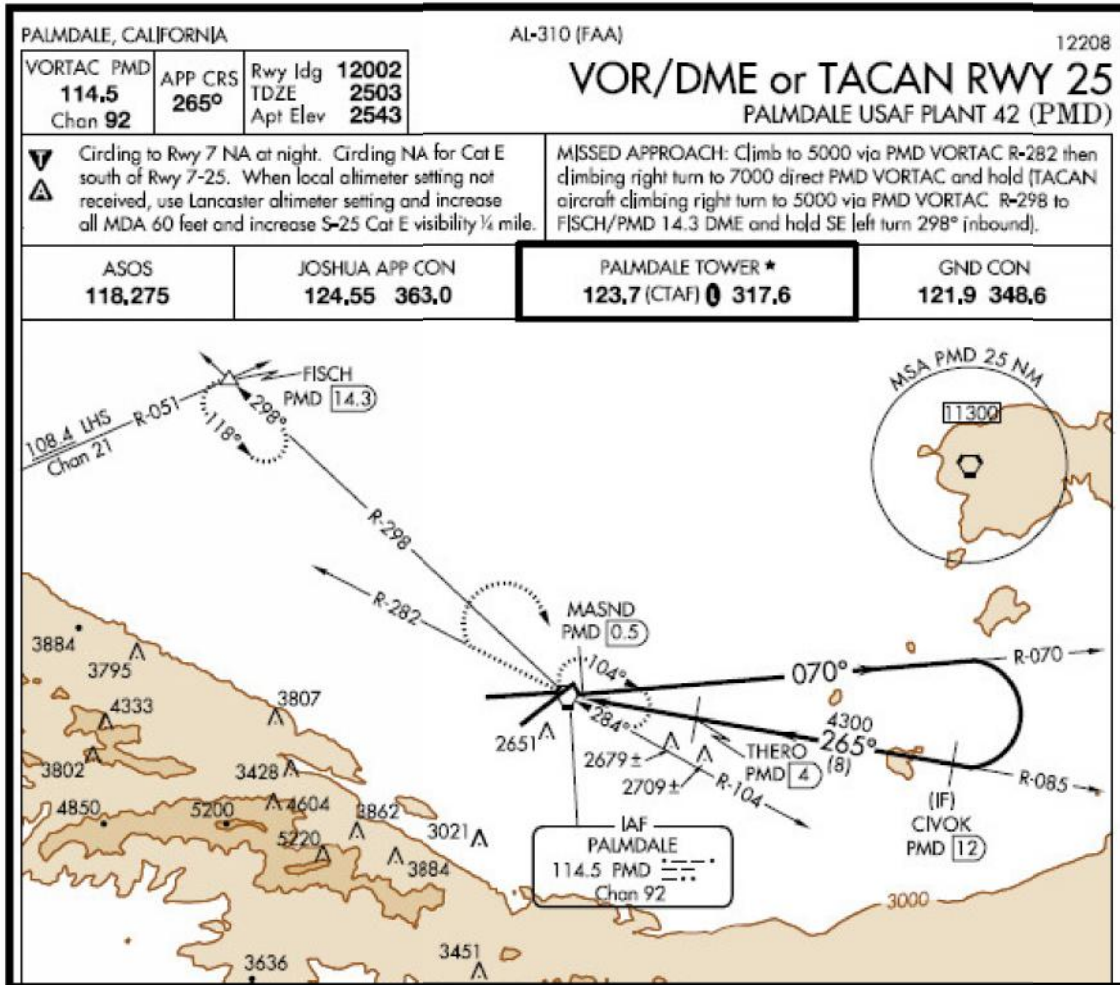 PALMDALE, CALIFORNIA
AL-310 (FAA)
12208
VORTAC PMD
114.5
Chan 92
APP CRS
265°
Rwy ldg 12002
TDZE 2503
Apt Elev 2543
VOR/DME or TACAN RWY 25
PALMDALE USAF PLANT 42 (PMD)
T
A
Circling to Rwy 7 NA at night. Circling NA for Cat E
south of Rwy 7-25. When local altimeter setting not
received, use Lancaster altimeter setting and increase
all MDA 60 feet and increase S-25 Cat E visibility ¼ mile.
MISSED APPROACH: Climb to 5000 via PMD VORTAC R-282 then
climbing right turn to 7000 direct PMD VORTAC and hold (TACAN
aircraft climbing right turn to 5000 via PMD VORTAC R-298 to
FISCH/PMD 14.3 DME and hold SE left turn 298° inbound).
ASOS
118.275
JOSHUA APP CON
124.55 363.0
PALMDALE TOWER ★
123.7 (CTAF) L 317.6
GND CON
121.9 348.6
MSA PMD 25 NM
11300
FISCH
PMD 14.3
298°
118°
R-051
108.4 LHS
Chan 21
R-298
R-282
MASND
PMD 0.5
104°
284°
070°
R-070
4300
265°
(8)
THERO
PMD 4
R-104
R-085
(IF)
CIVOK
PMD 12
2651
2679±
2709±
3884
3795
4333
3807
3802
3428
4850
5200
4604
3862
5220
3884
3021
IAF
PALMDALE
114.5 PMD
Chan 92
3000
3451
3636